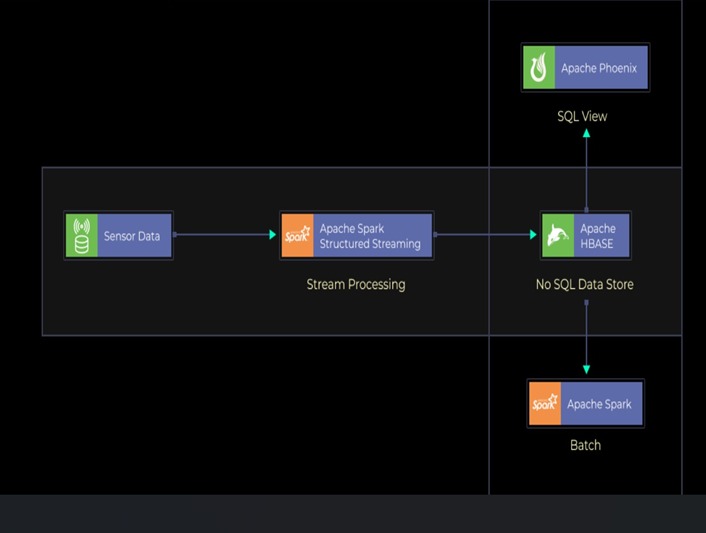 Apache Phoenix
SQL View
Sensor Data
Spark
Apache Spark
Structured Streaming
Stream Processing
Apache
HBASE
No SQL Data Store
Spark
Apache Spark
Batch